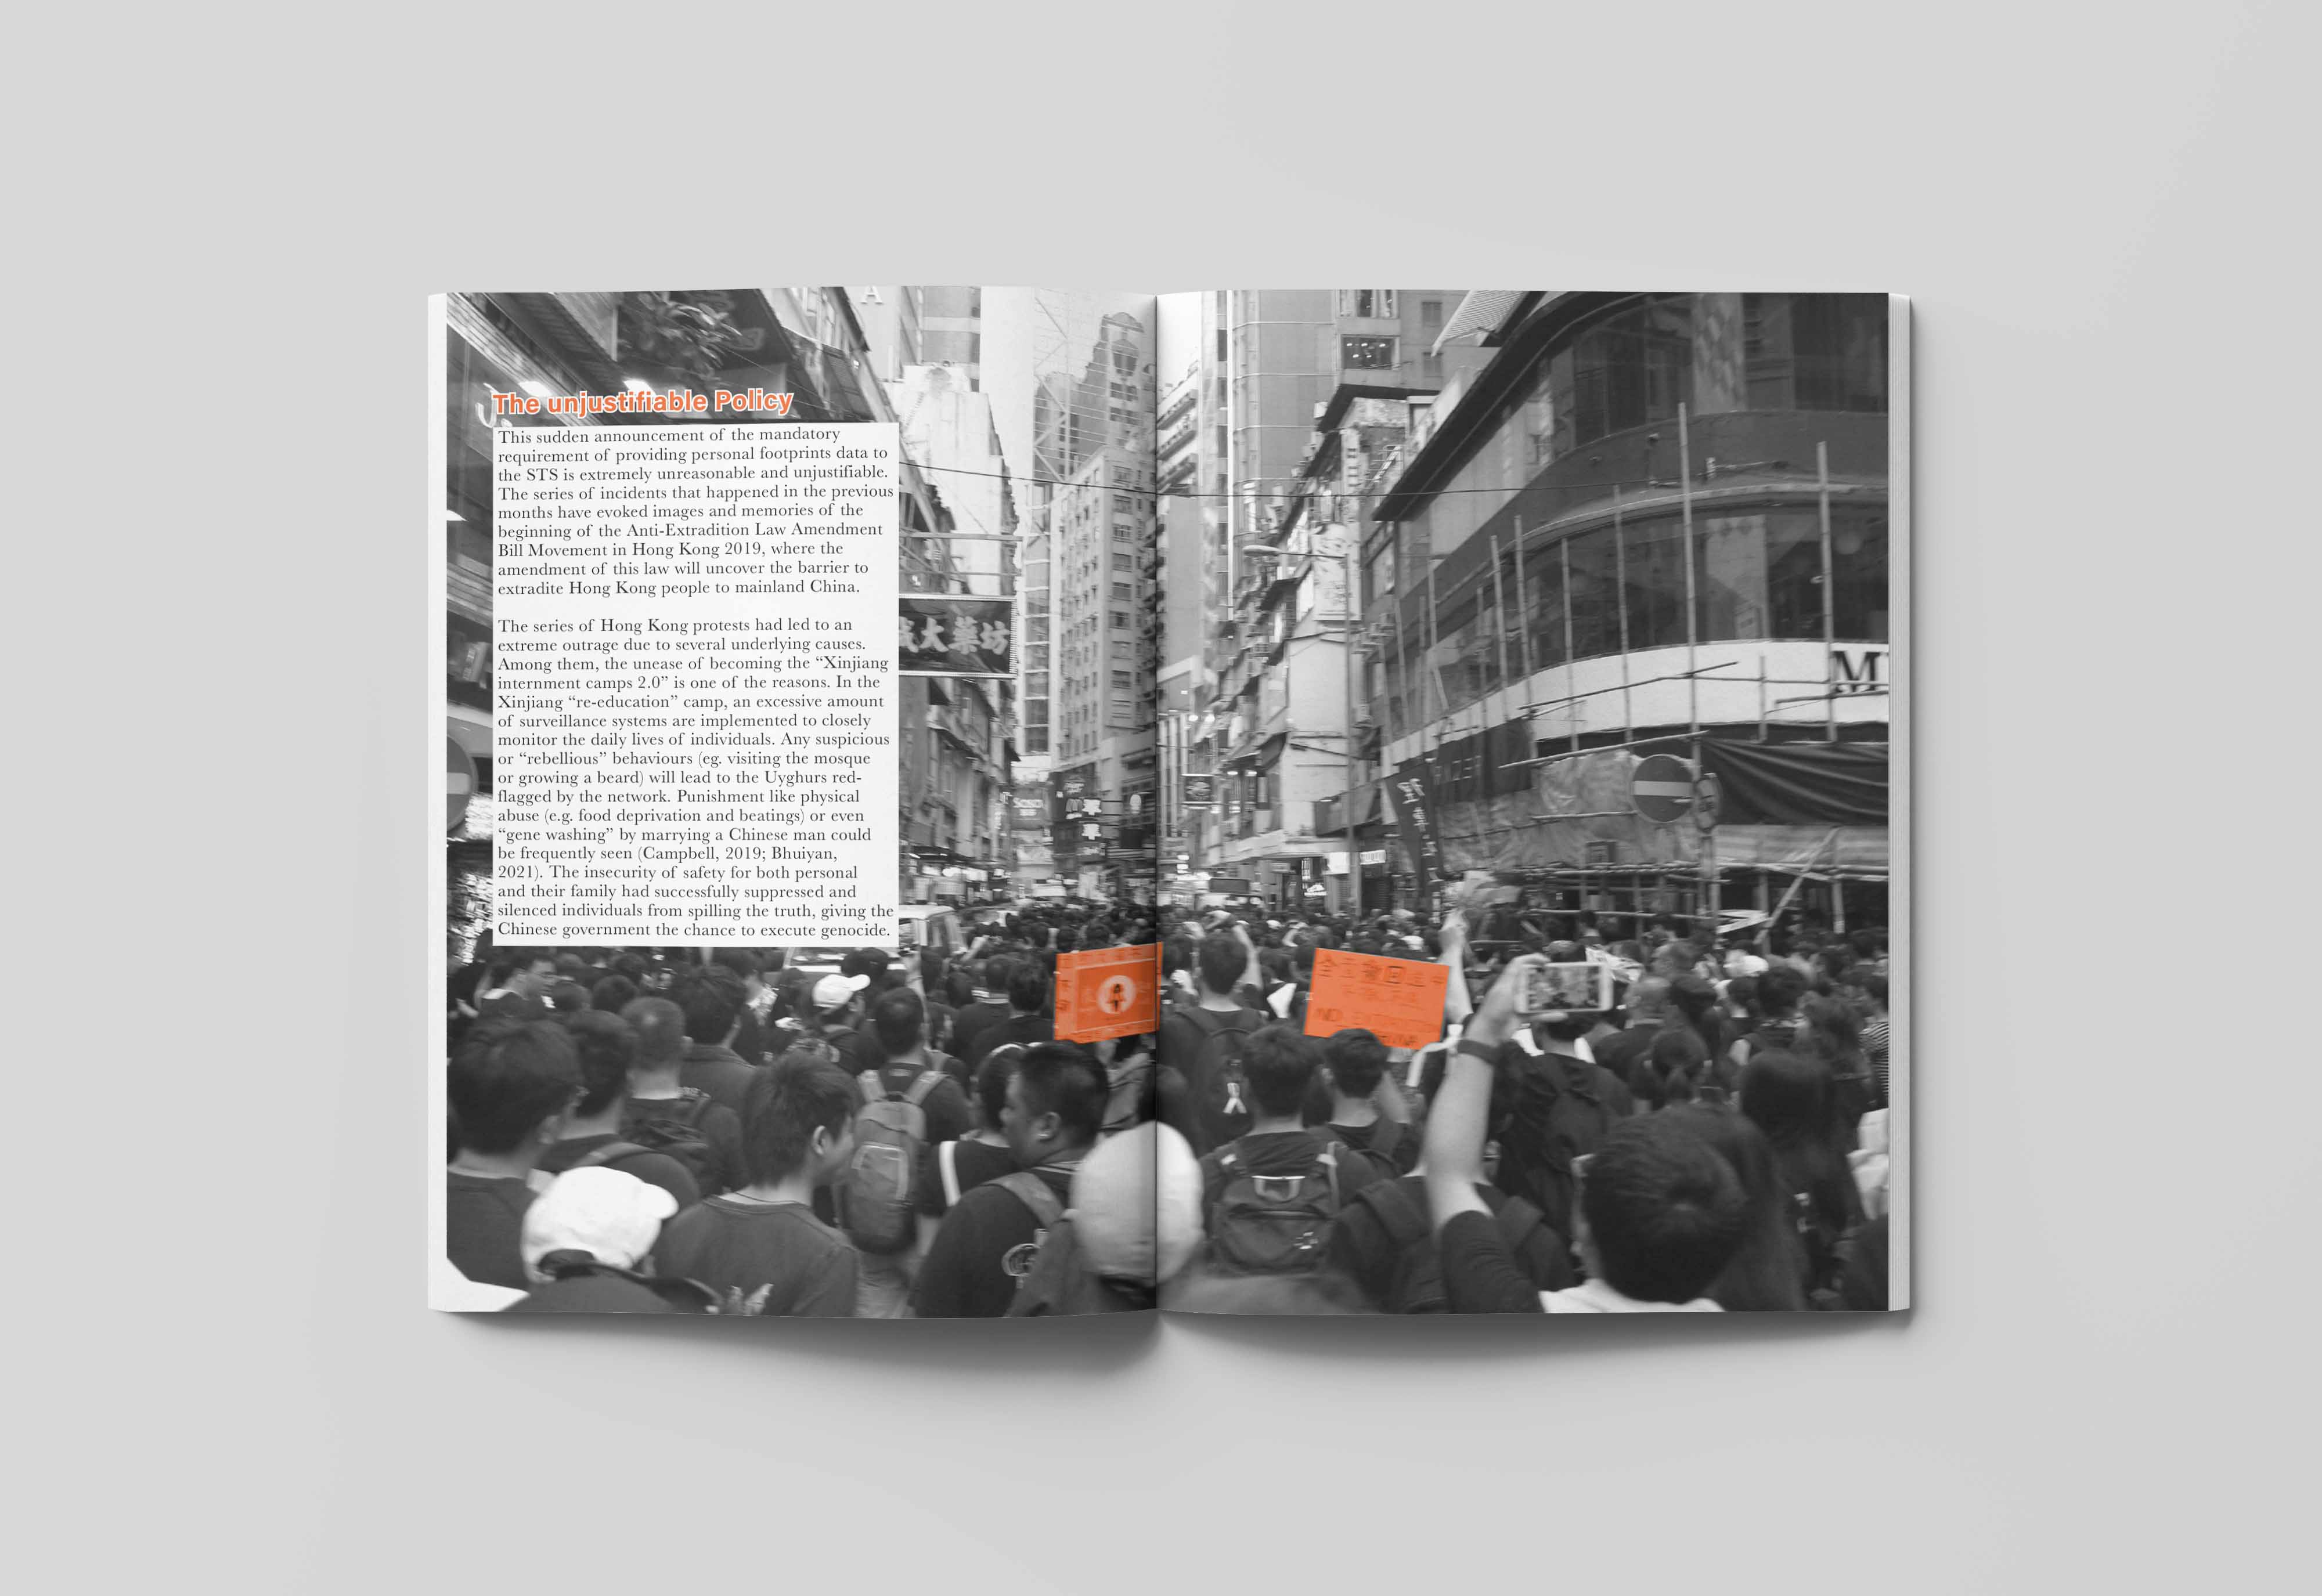 A
The unjustifiable Policy
This sudden announcement of the mandatory
requirement of providing personal footprints data to
the STS is extremely unreasonable and unjustifiable.
The series of incidents that happened in the previous
months have evoked images and memories of the
beginning of the Anti-Extradition Law Amendment
Bill Movement in Hong Kong 2019, where the
amendment of this law will uncover the barrier to
extradite Hong Kong people to mainland China.
The series of Hong Kong protests had led to an
extreme outrage due to several underlying causes.
Among them, the unease of becoming the “Xinjiang
internment camps 2.0” is one of the reasons. In the
Xinjiang “re-education” camp, an excessive amount
of surveillance systems are implemented to closely
monitor the daily lives of individuals. Any suspicious
or “rebellious” behaviours (eg. visiting the mosque
or growing a beard) will lead to the Uyghurs red-
flagged by the network. Punishment like physical
abuse (e.g. food deprivation and beatings) or even
“gene washing” by marrying a Chinese man could
be frequently seen (Campbell, 2019; Bhuiyan,
2021). The insecurity of safety for both personal
and their family had successfully suppressed and
silenced individuals from spilling the truth, giving the
Chinese government the chance to execute genocide.
大藥坊
M